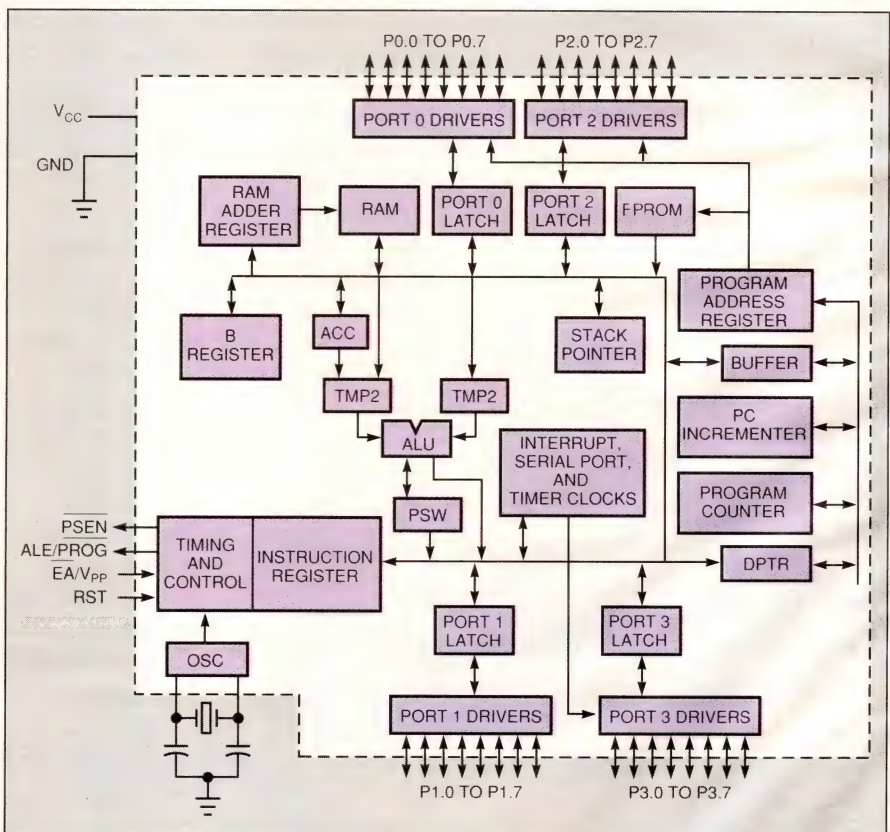 P0.0 TO P0.7
P2.0 TO P2.7
VCC
GND
PORT 0 DRIVERS
PORT 2 DRIVERS
RAM
ADDER
REGISTER
RAM
PORT 0
LATCH
PORT 2
LATCH
EPROM
B
REGISTER
ACC
STACK
POINTER
PROGRAM
ADDRESS
REGISTER
BUFFER
TMP2
TMP2
ALU
INTERRUPT,
SERIAL PORT,
AND
TIMER CLOCKS
PC
INCREMENTER
PROGRAM
COUNTER
PSW
DPTR
PSEN
ALE/PROG
EA/VPP
RST
TIMING
AND
CONTROL
INSTRUCTION
REGISTER
OSC
PORT 1
LATCH
PORT 3
LATCH
PORT 1 DRIVERS
PORT 3 DRIVERS
P1.0 TO P1.7
P3.0 TO P3.7